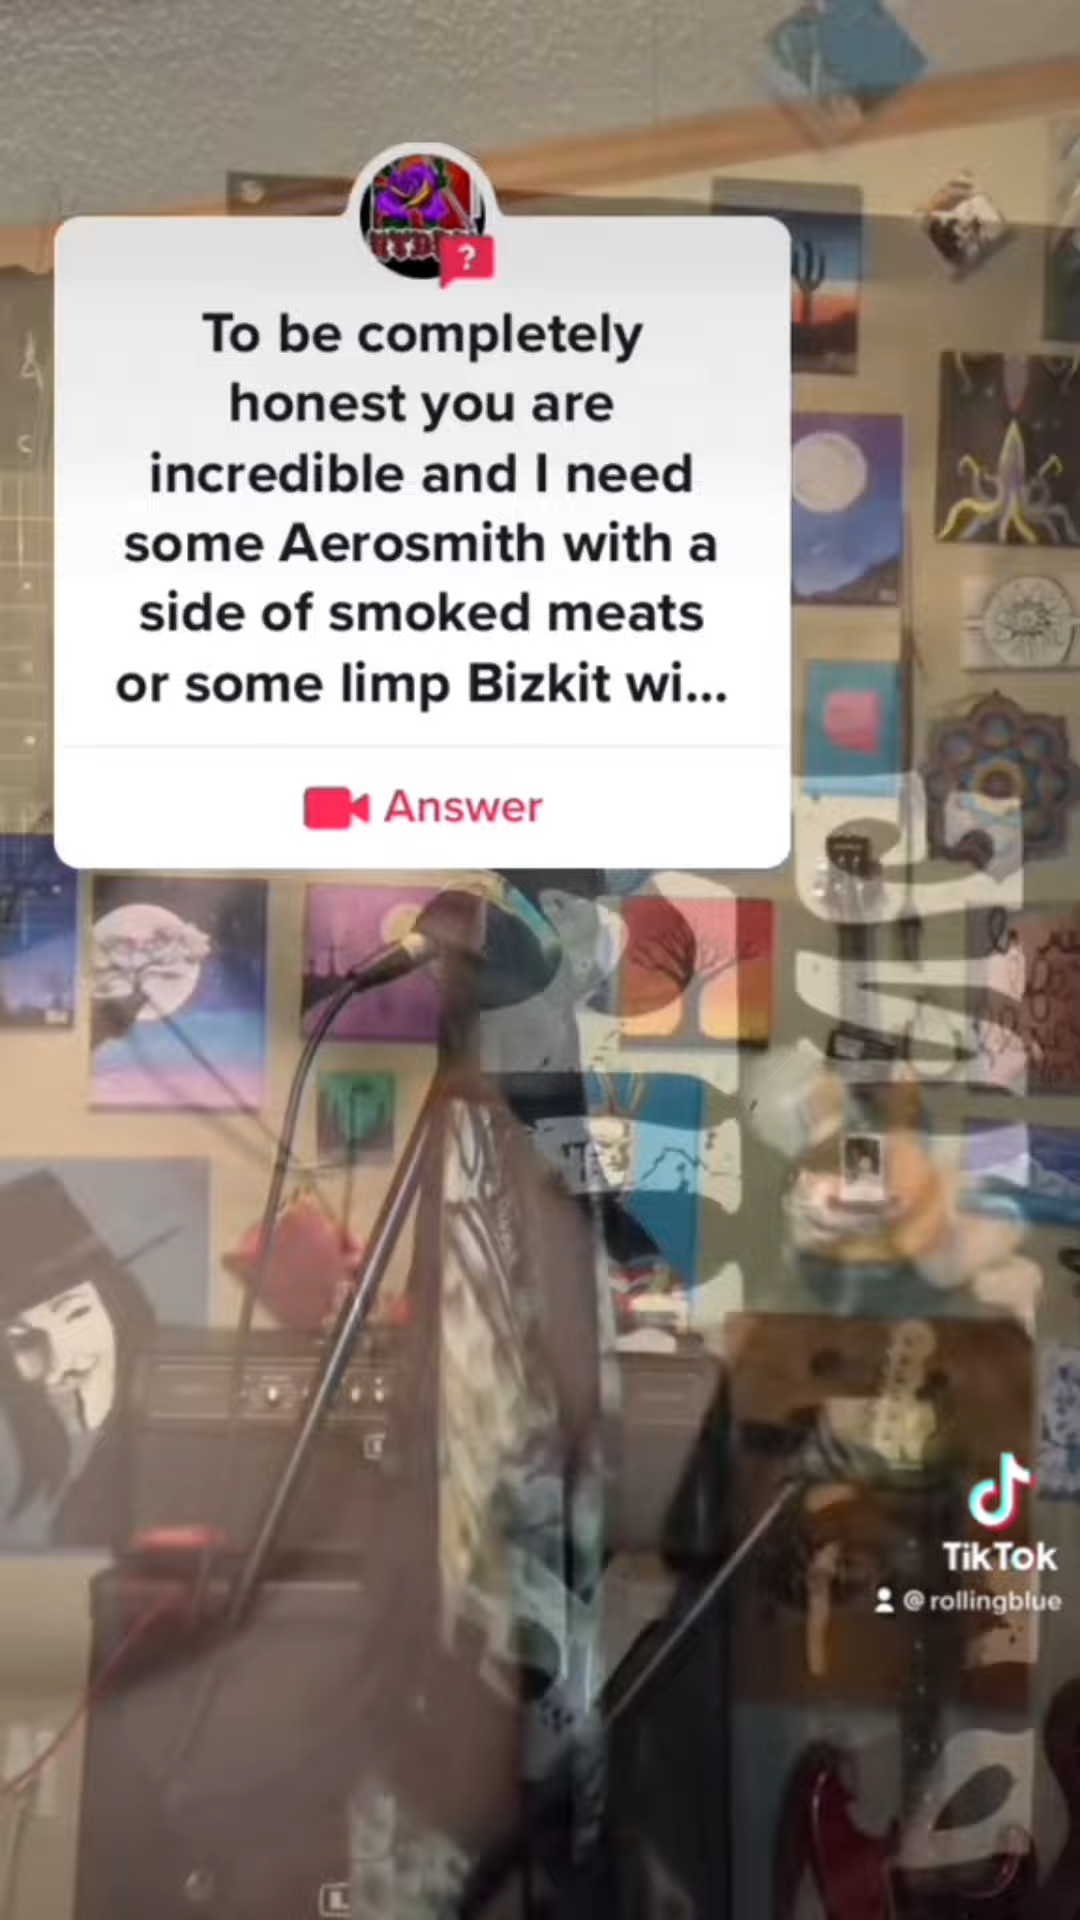 To be completely
honest you are
incredible and I need
some Aerosmith with a
side of smoked meats
or some limp Bizkit wi...
Answer
TikTok
@rollingblue